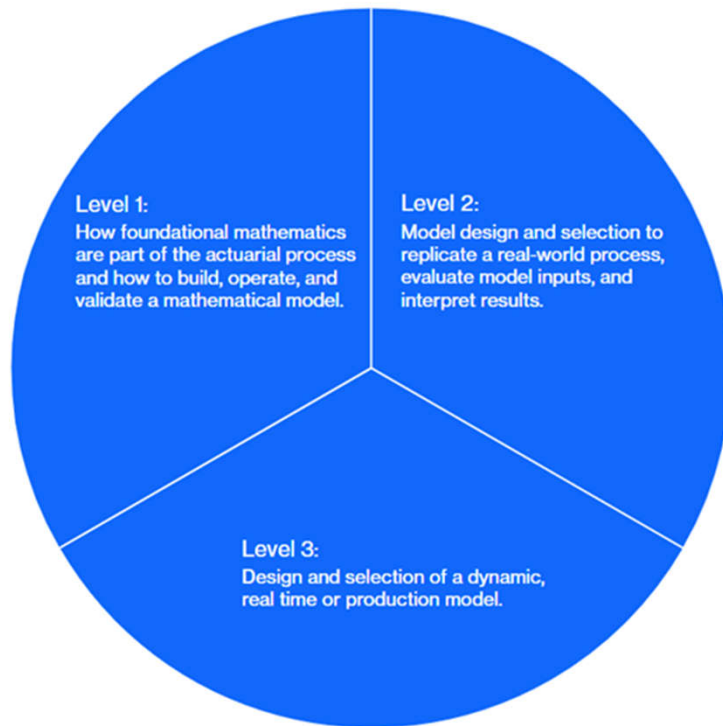 Level 1:
How foundational mathematics
are part of the actuarial process
and how to build, operate, and
validate a mathematical model.
Level 2:
Model design and selection to
replicate a real-world process,
evaluate model inputs, and
interpret results.
Level 3:
Design and selection of a dynamic,
real time or production model.